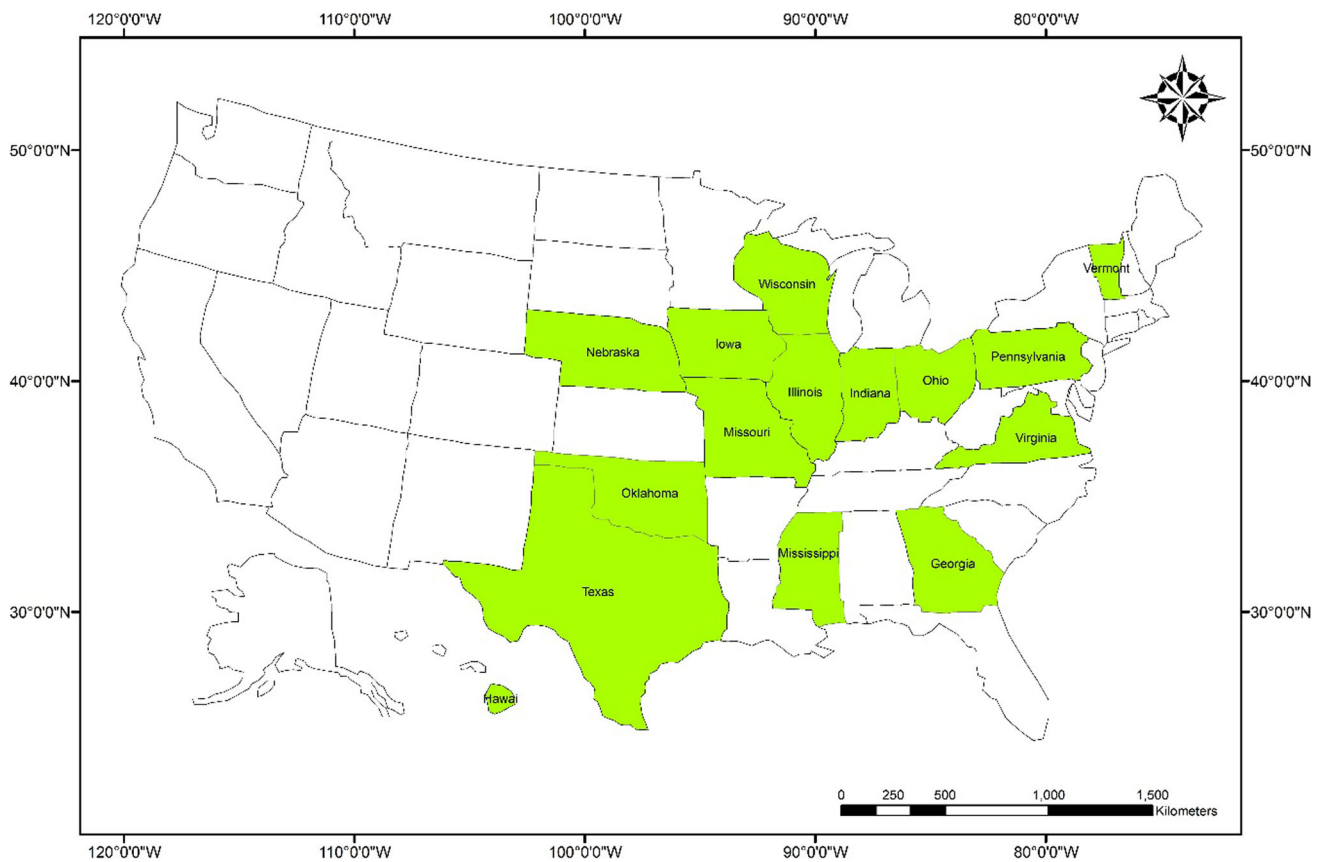 120°0'0"W 110°0'0"W 100°0'0"W 90°0'0"W 80°0'0"W
50°0'0"N 50°0'0"N
Vermont
Wisconsin
Iowa
Nebraska
Pennsylvania
40°0'0"N 40°0'0"N
Ohio
Illinois
Indiana
Missouri
Virginia
Oklahoma
Mississippi
Georgia
Texas
30°0'0"N 30°0'0"N
Hawai
0 250 500 1,000 1,500
Kilometers
120°0'0"W 110°0'0"W 100°0'0"W 90°0'0"W 80°0'0"W